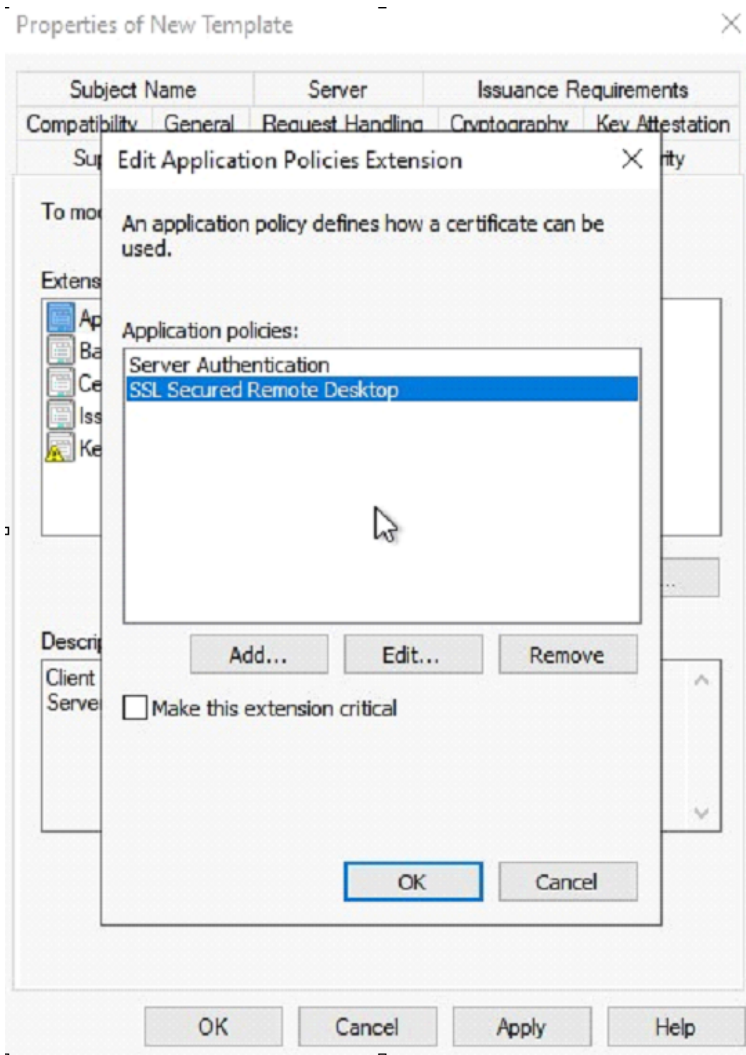 Properties of New Template
Subject Name Server Issuance Requirements
Compatibility General Request Handling Cryptography Key Attestation
Edit Application Policies Extension
An application policy defines how a certificate can be
used.
Application policies:
Server Authentication
SSL Secured Remote Desktop
Add... Edit... Remove
Client
Make this extension critical
OK Cancel
OK Cancel Apply Help